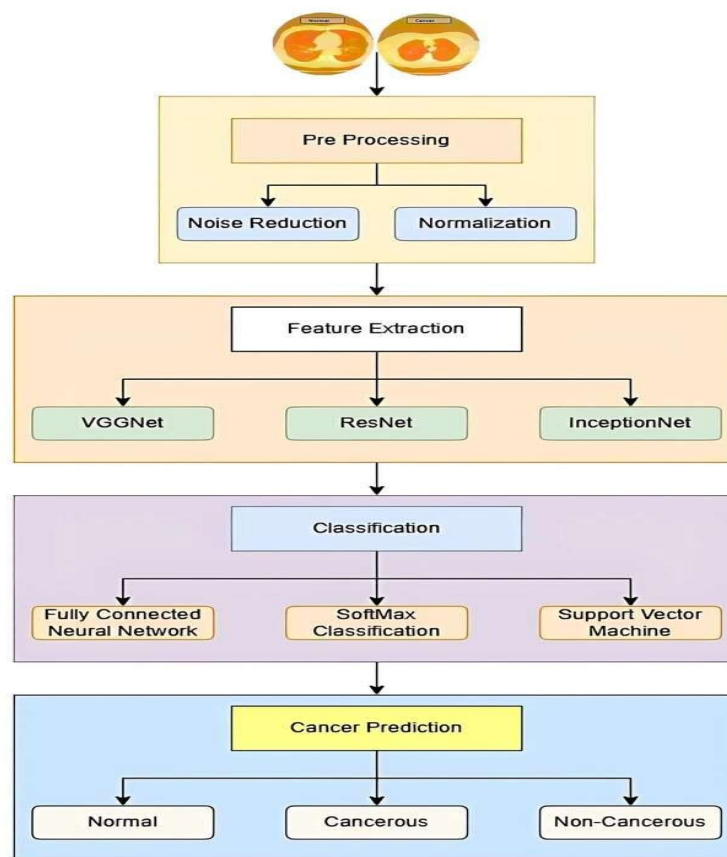 Normal
Cancer
Pre Processing
Noise Reduction
Normalization
Feature Extraction
VGGNet
ResNet
InceptionNet
Classification
Fully Connected
Neural Network
SoftMax
Classification
Support Vector
Machine
Cancer Prediction
Normal
Cancerous
Non-Cancerous